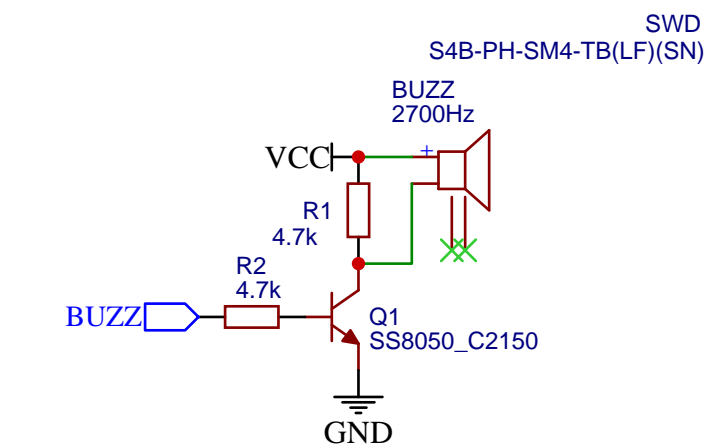 SWD
S4B-PH-SM4-TB(LF)(SN)
BUZZ
2700Hz
VCC
+
R1
4.7k
R2
4.7k
BUZZ
Q1
SS8050_C2150
GND